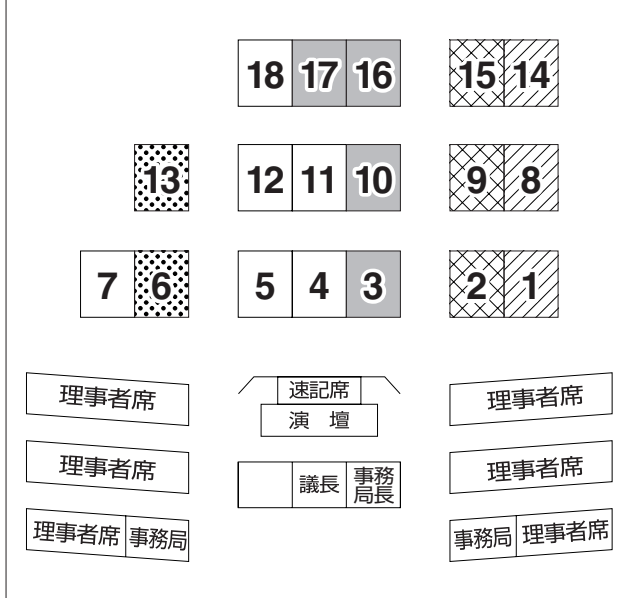 18 17 16 15 14
13 12 11 10 9 8
7 6 5 4 3 2 1
理事者席 速記席 理事者席
演 壇
理事者席 議長 事務局長 理事者席
理事者席 事務局 事務局 理事者席